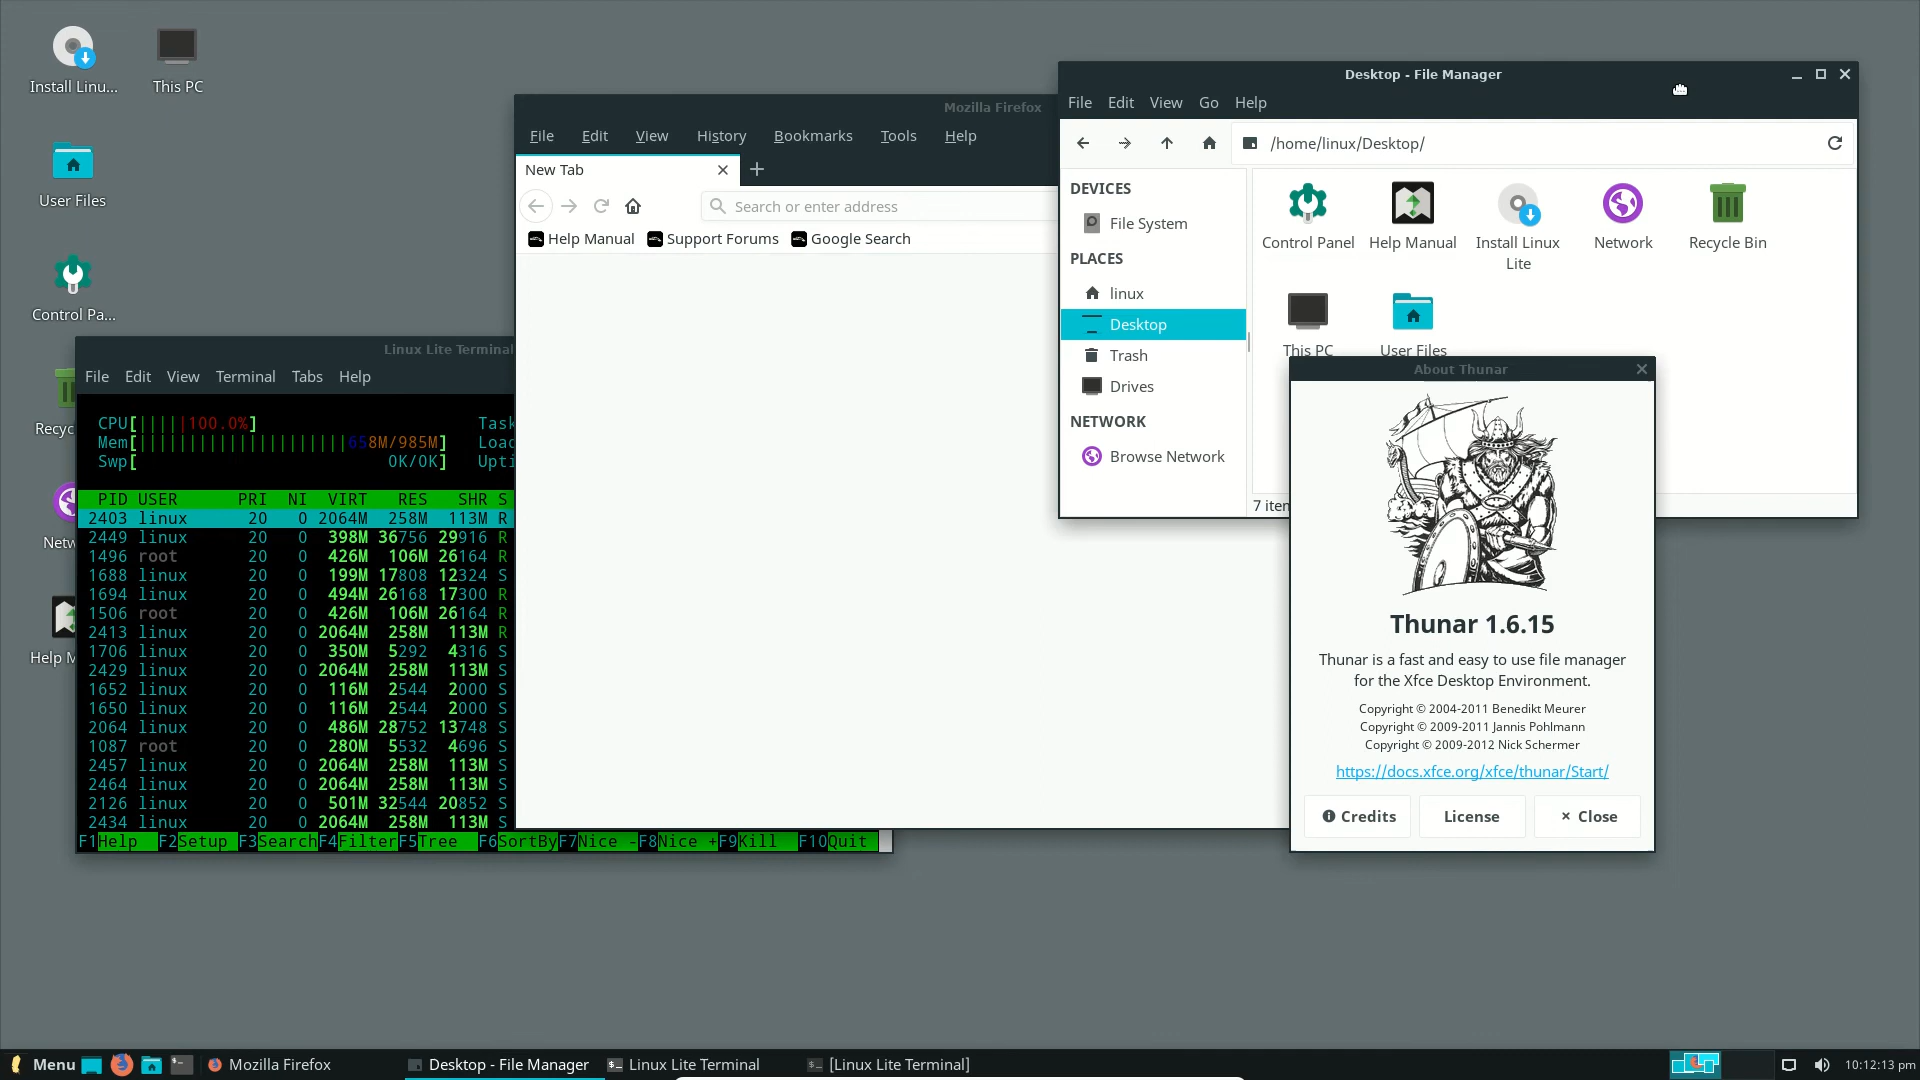 Install Linu...
This PC
User Files
Control Pa...
Recyc
Netw
Help M
Linux Lite Terminal
File Edit View Terminal Tabs Help
CPU[|||||100.0%]
Task
Mem[|||||||||||||||||||||658M/985M]
Load
Swp[ 0K/0K]
Upti
PID USER PRI NI VIRT RES SHR S
2403 linux 20 0 2064M 258M 113M R
2449 linux 20 0 398M 36756 29916 R
1496 root 20 0 426M 106M 26164 R
1688 linux 20 0 199M 17808 12324 S
1694 linux 20 0 494M 26168 17300 R
1506 root 20 0 426M 106M 26164 R
2413 linux 20 0 2064M 258M 113M R
1706 linux 20 0 350M 5292 4316 S
2429 linux 20 0 2064M 258M 113M S
1652 linux 20 0 116M 2544 2000 S
1650 linux 20 0 116M 2544 2000 S
2064 linux 20 0 486M 28752 13748 S
1087 root 20 0 280M 5532 4696 S
2457 linux 20 0 2064M 258M 113M S
2464 linux 20 0 2064M 258M 113M S
2126 linux 20 0 501M 32544 20852 S
2434 linux 20 0 2064M 258M 113M S
F1Help F2Setup F3SearchF4FilterF5Tree F6SortByF7Nice -F8Nice +F9Kill F10Quit
Mozilla Firefox
File Edit View History Bookmarks Tools Help
New Tab
Search or enter address
Help Manual Support Forums Google Search
Desktop - File Manager
File Edit View Go Help
/home/linux/Desktop/
DEVICES
File System
PLACES
linux
Desktop
Trash
Drives
NETWORK
Browse Network
Control Panel
Help Manual
Install Linux
Lite
Network
Recycle Bin
This PC
User Files
7 item
About Thunar
Thunar 1.6.15
Thunar is a fast and easy to use file manager
for the Xfce Desktop Environment.
Copyright © 2004-2011 Benedikt Meurer
Copyright © 2009-2011 Jannis Pohlmann
Copyright © 2009-2012 Nick Schermer
https://docs.xfce.org/xfce/thunar/Start/
Credits License Close
Menu Mozilla Firefox Desktop - File Manager Linux Lite Terminal [Linux Lite Terminal] 10:12:13 pm